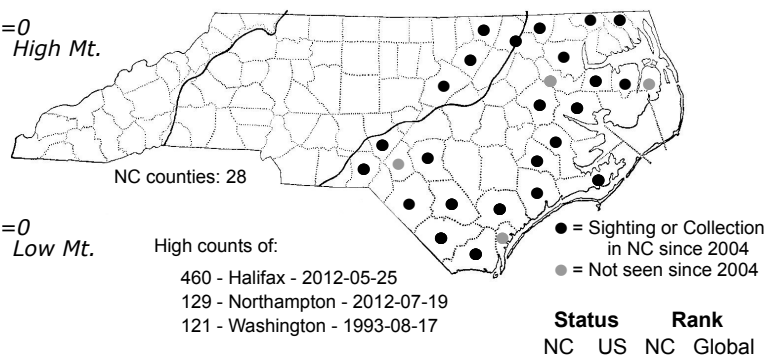 =0
High Mt.
NC counties: 28
=0
Low Mt.
High counts of:
460 - Halifax - 2012-05-25
129 - Northampton - 2012-07-19
121 - Washington - 1993-08-17
= Sighting or Collection
in NC since 2004
= Not seen since 2004
Status Rank
NC US NC Global